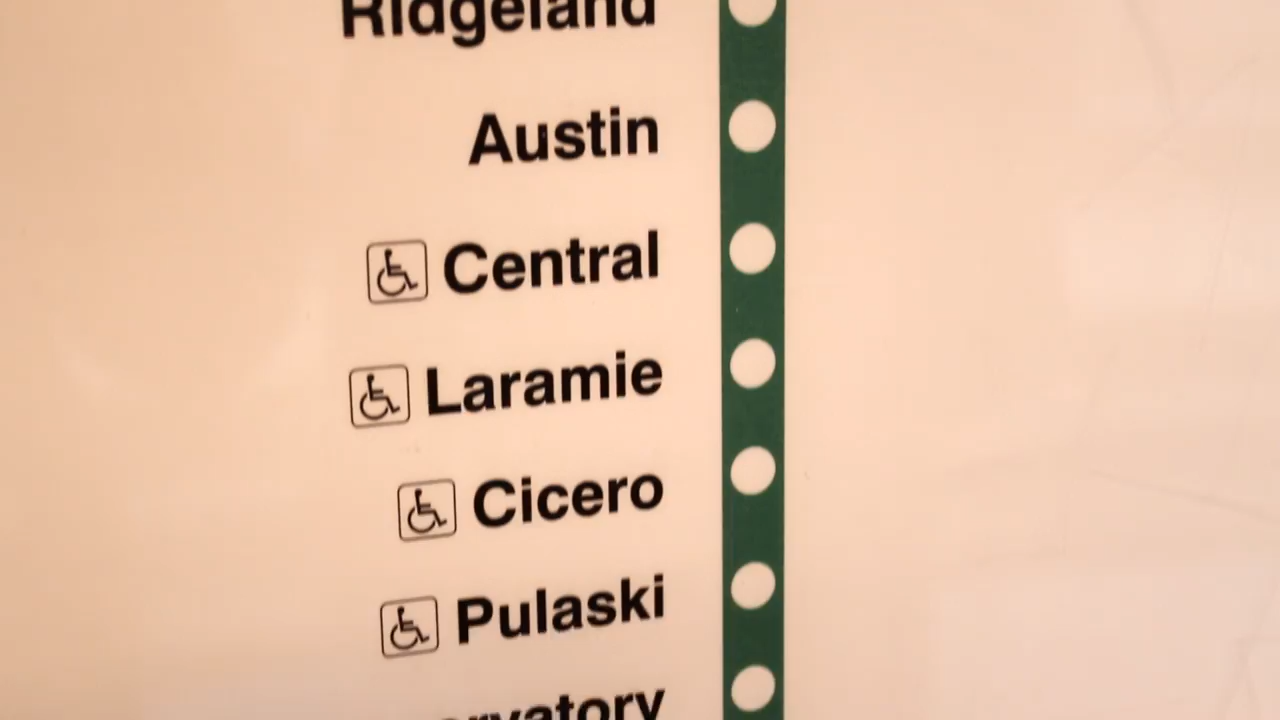 Ridgeland
Austin
Central
Laramie
Cicero
Pulaski